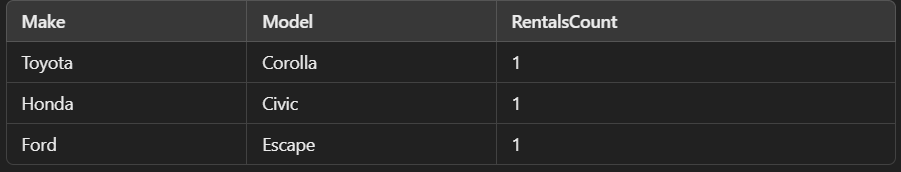 Make Model RentalsCount
Toyota Corolla 1
Honda Civic 1
Ford Escape 1